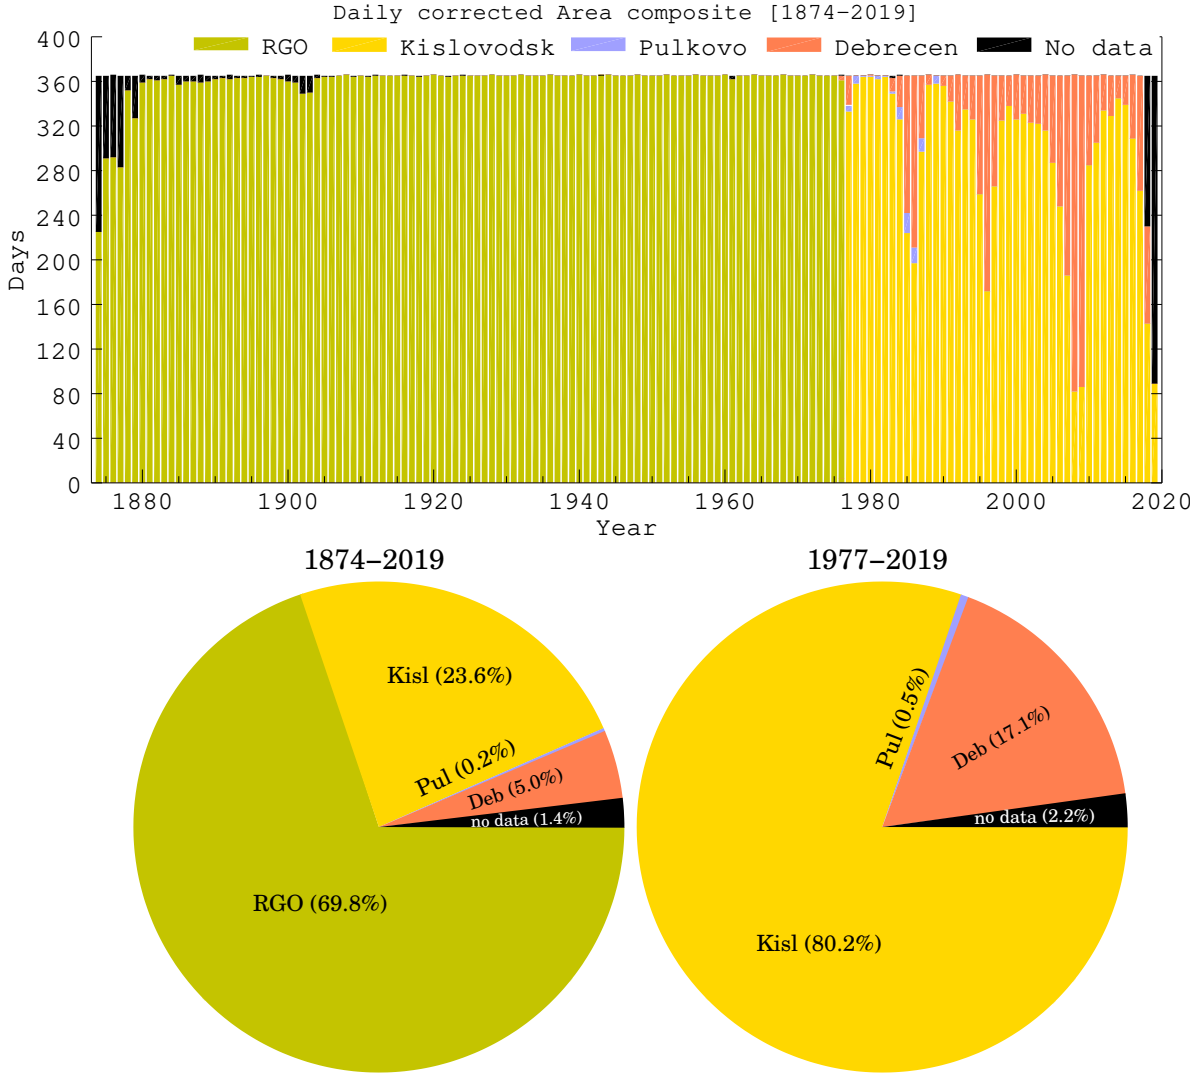 Daily corrected Area composite [1874−2019]
RGO Kislovodsk Pulkovo Debrecen No data
400
360
320
280
240
200
160
120
80
40
0
Days
1880 1900 1920 1940 1960 1980 2000 2020
Year
1874−2019
Kisl (23.6%)
Pul (0.2%)
Deb (5.0%)
no data (1.4%)
RGO (69.8%)
1977−2019
Pul (0.5%)
Deb (17.1%)
no data (2.2%)
Kisl (80.2%)